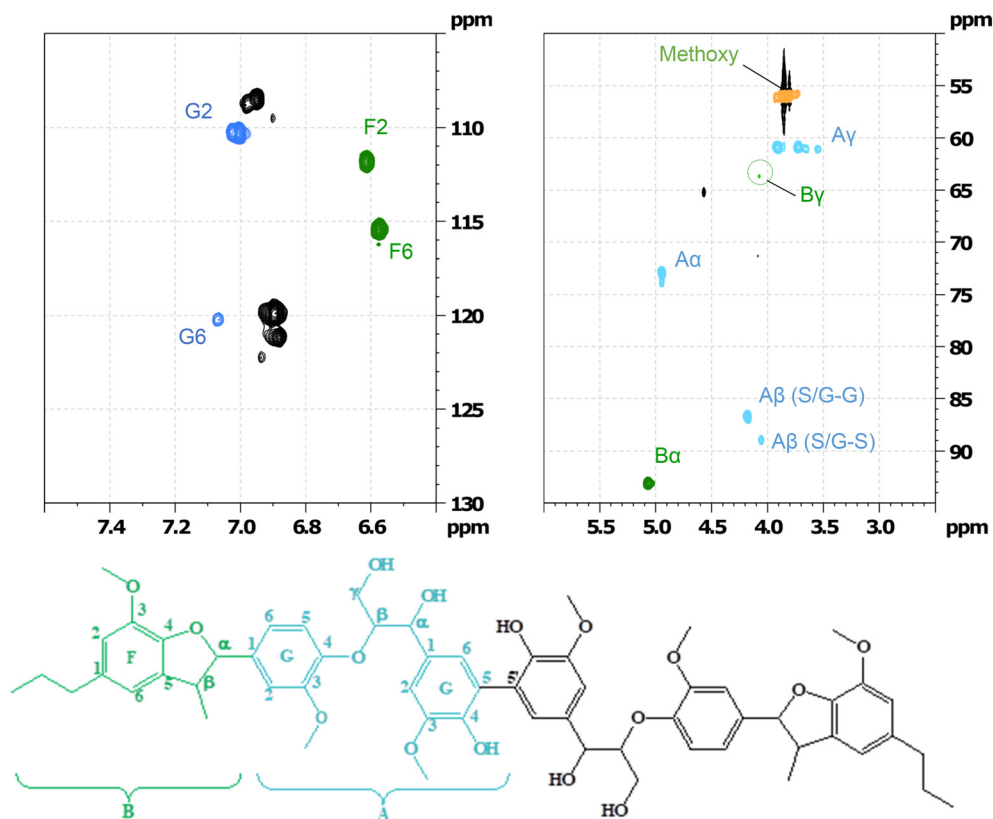 ppm
G2
F2
F6
G6
110
115
120
125
130
7.4 7.2 7.0 6.8 6.6 ppm
ppm
Methoxy
Aγ
Bγ
Aα
Aβ (S/G-G)
Aβ (S/G-S)
Bα
55
60
65
70
75
80
85
90
5.5 5.0 4.5 4.0 3.5 3.0 ppm
O
3
2
4
O
F
α
1
5
β
6
HO
γ
OH
β
α
6
5
1
G
4
O
2
3
O
1
6
G
2
5
3
4
O
OH
HO
O
5'
O
O
HO
HO
O
O
B
A